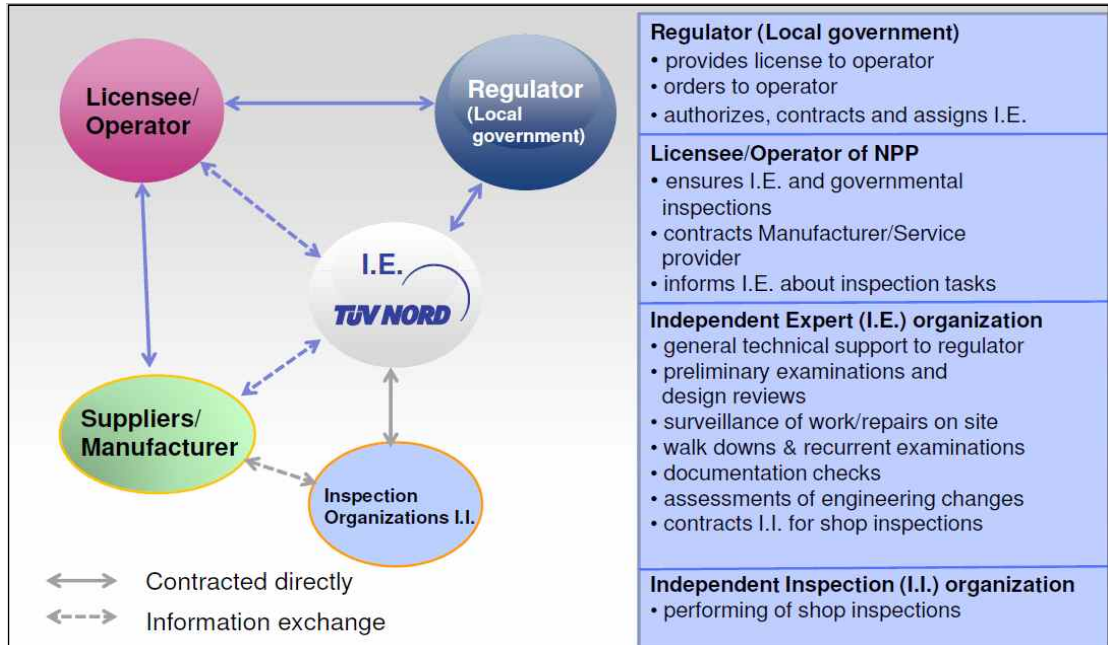 Licensee/
Operator
Regulator
(Local
government)
I.E.
TÜV NORD
Suppliers/
Manufacturer
Inspection
Organizations I.I.
Contracted directly
Information exchange
Regulator (Local government)
• provides license to operator
• orders to operator
• authorizes, contracts and assigns I.E.
Licensee/Operator of NPP
• ensures I.E. and governmental
inspections
• contracts Manufacturer/Service
provider
• informs I.E. about inspection tasks
Independent Expert (I.E.) organization
• general technical support to regulator
• preliminary examinations and
design reviews
• surveillance of work/repairs on site
• walk downs & recurrent examinations
• documentation checks
• assessments of engineering changes
• contracts I.I. for shop inspections
Independent Inspection (I.I.) organization
• performing of shop inspections